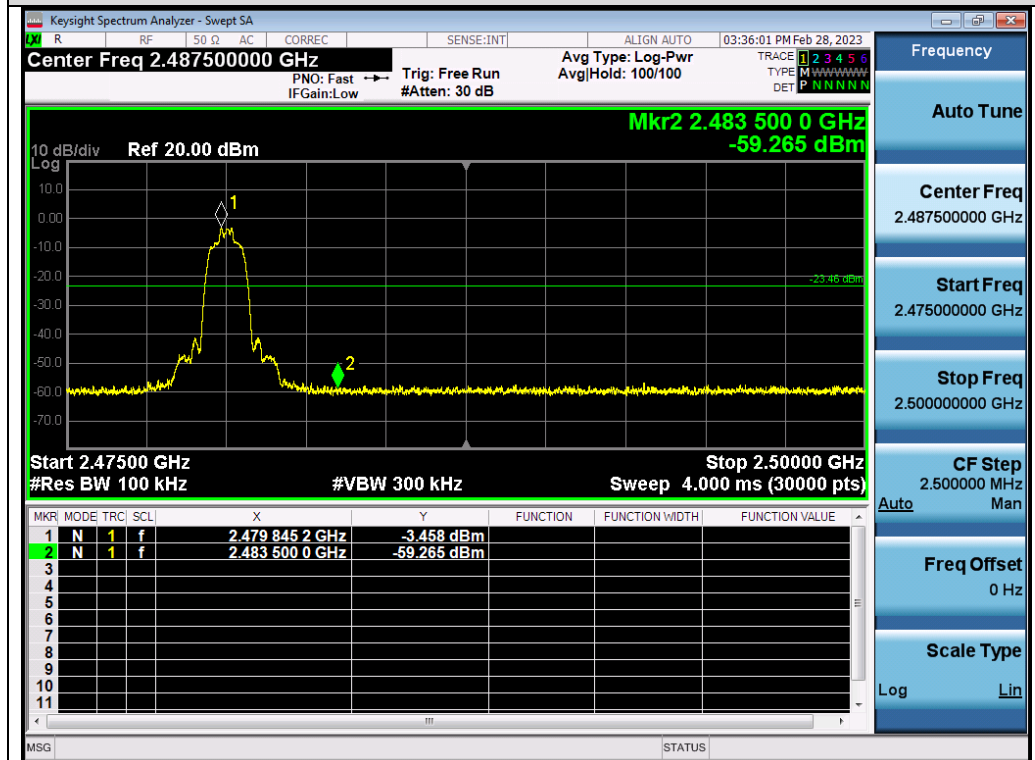 Keysight Spectrum Analyzer - Swept SA
LXI R RF 50 Ω AC CORREC SENSE:INT ALIGN AUTO 03:36:01 PM Feb 28, 2023
Center Freq 2.487500000 GHz
PNO: Fast
IFGain:Low
Trig: Free Run
#Atten: 30 dB
Avg Type: Log-Pwr
Avg|Hold: 100/100
TRACE 1 2 3 4 5 6
TYPE M WWWWW
DET P N N N N N
Mkr2 2.483 500 0 GHz
-59.265 dBm
10 dB/div Ref 20.00 dBm
Log
10.0
0.00
-10.0
-20.0
-30.0
-40.0
-50.0
-60.0
-70.0
1
2
-23.46 dBm
Start 2.47500 GHz Stop 2.50000 GHz
#Res BW 100 kHz #VBW 300 kHz Sweep 4.000 ms (30000 pts)
MKR MODE TRC SCL X Y FUNCTION FUNCTION WIDTH FUNCTION VALUE
1 N 1 f 2.479 845 2 GHz -3.458 dBm
2 N 1 f 2.483 500 0 GHz -59.265 dBm
3
4
5
6
7
8
9
10
11
MSG STATUS
Frequency
Auto Tune
Center Freq
2.487500000 GHz
Start Freq
2.475000000 GHz
Stop Freq
2.500000000 GHz
CF Step
2.500000 MHz
Auto Man
Freq Offset
0 Hz
Scale Type
Log Lin